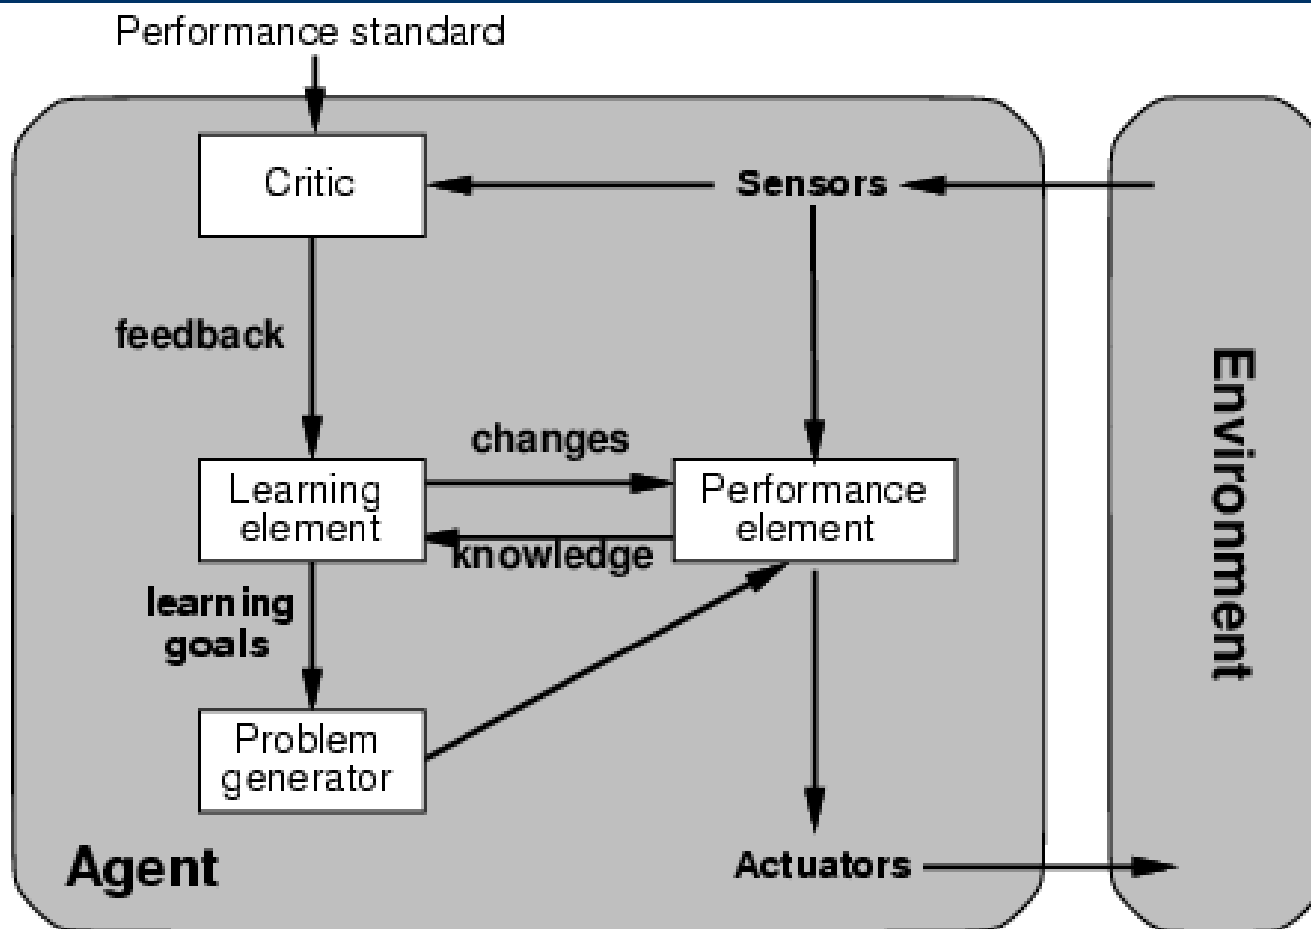 Performance standard
Critic
Sensors
feedback
changes
Learning
element
Performance
element
knowledge
learning
goals
Problem
generator
Agent
Actuators
Environment